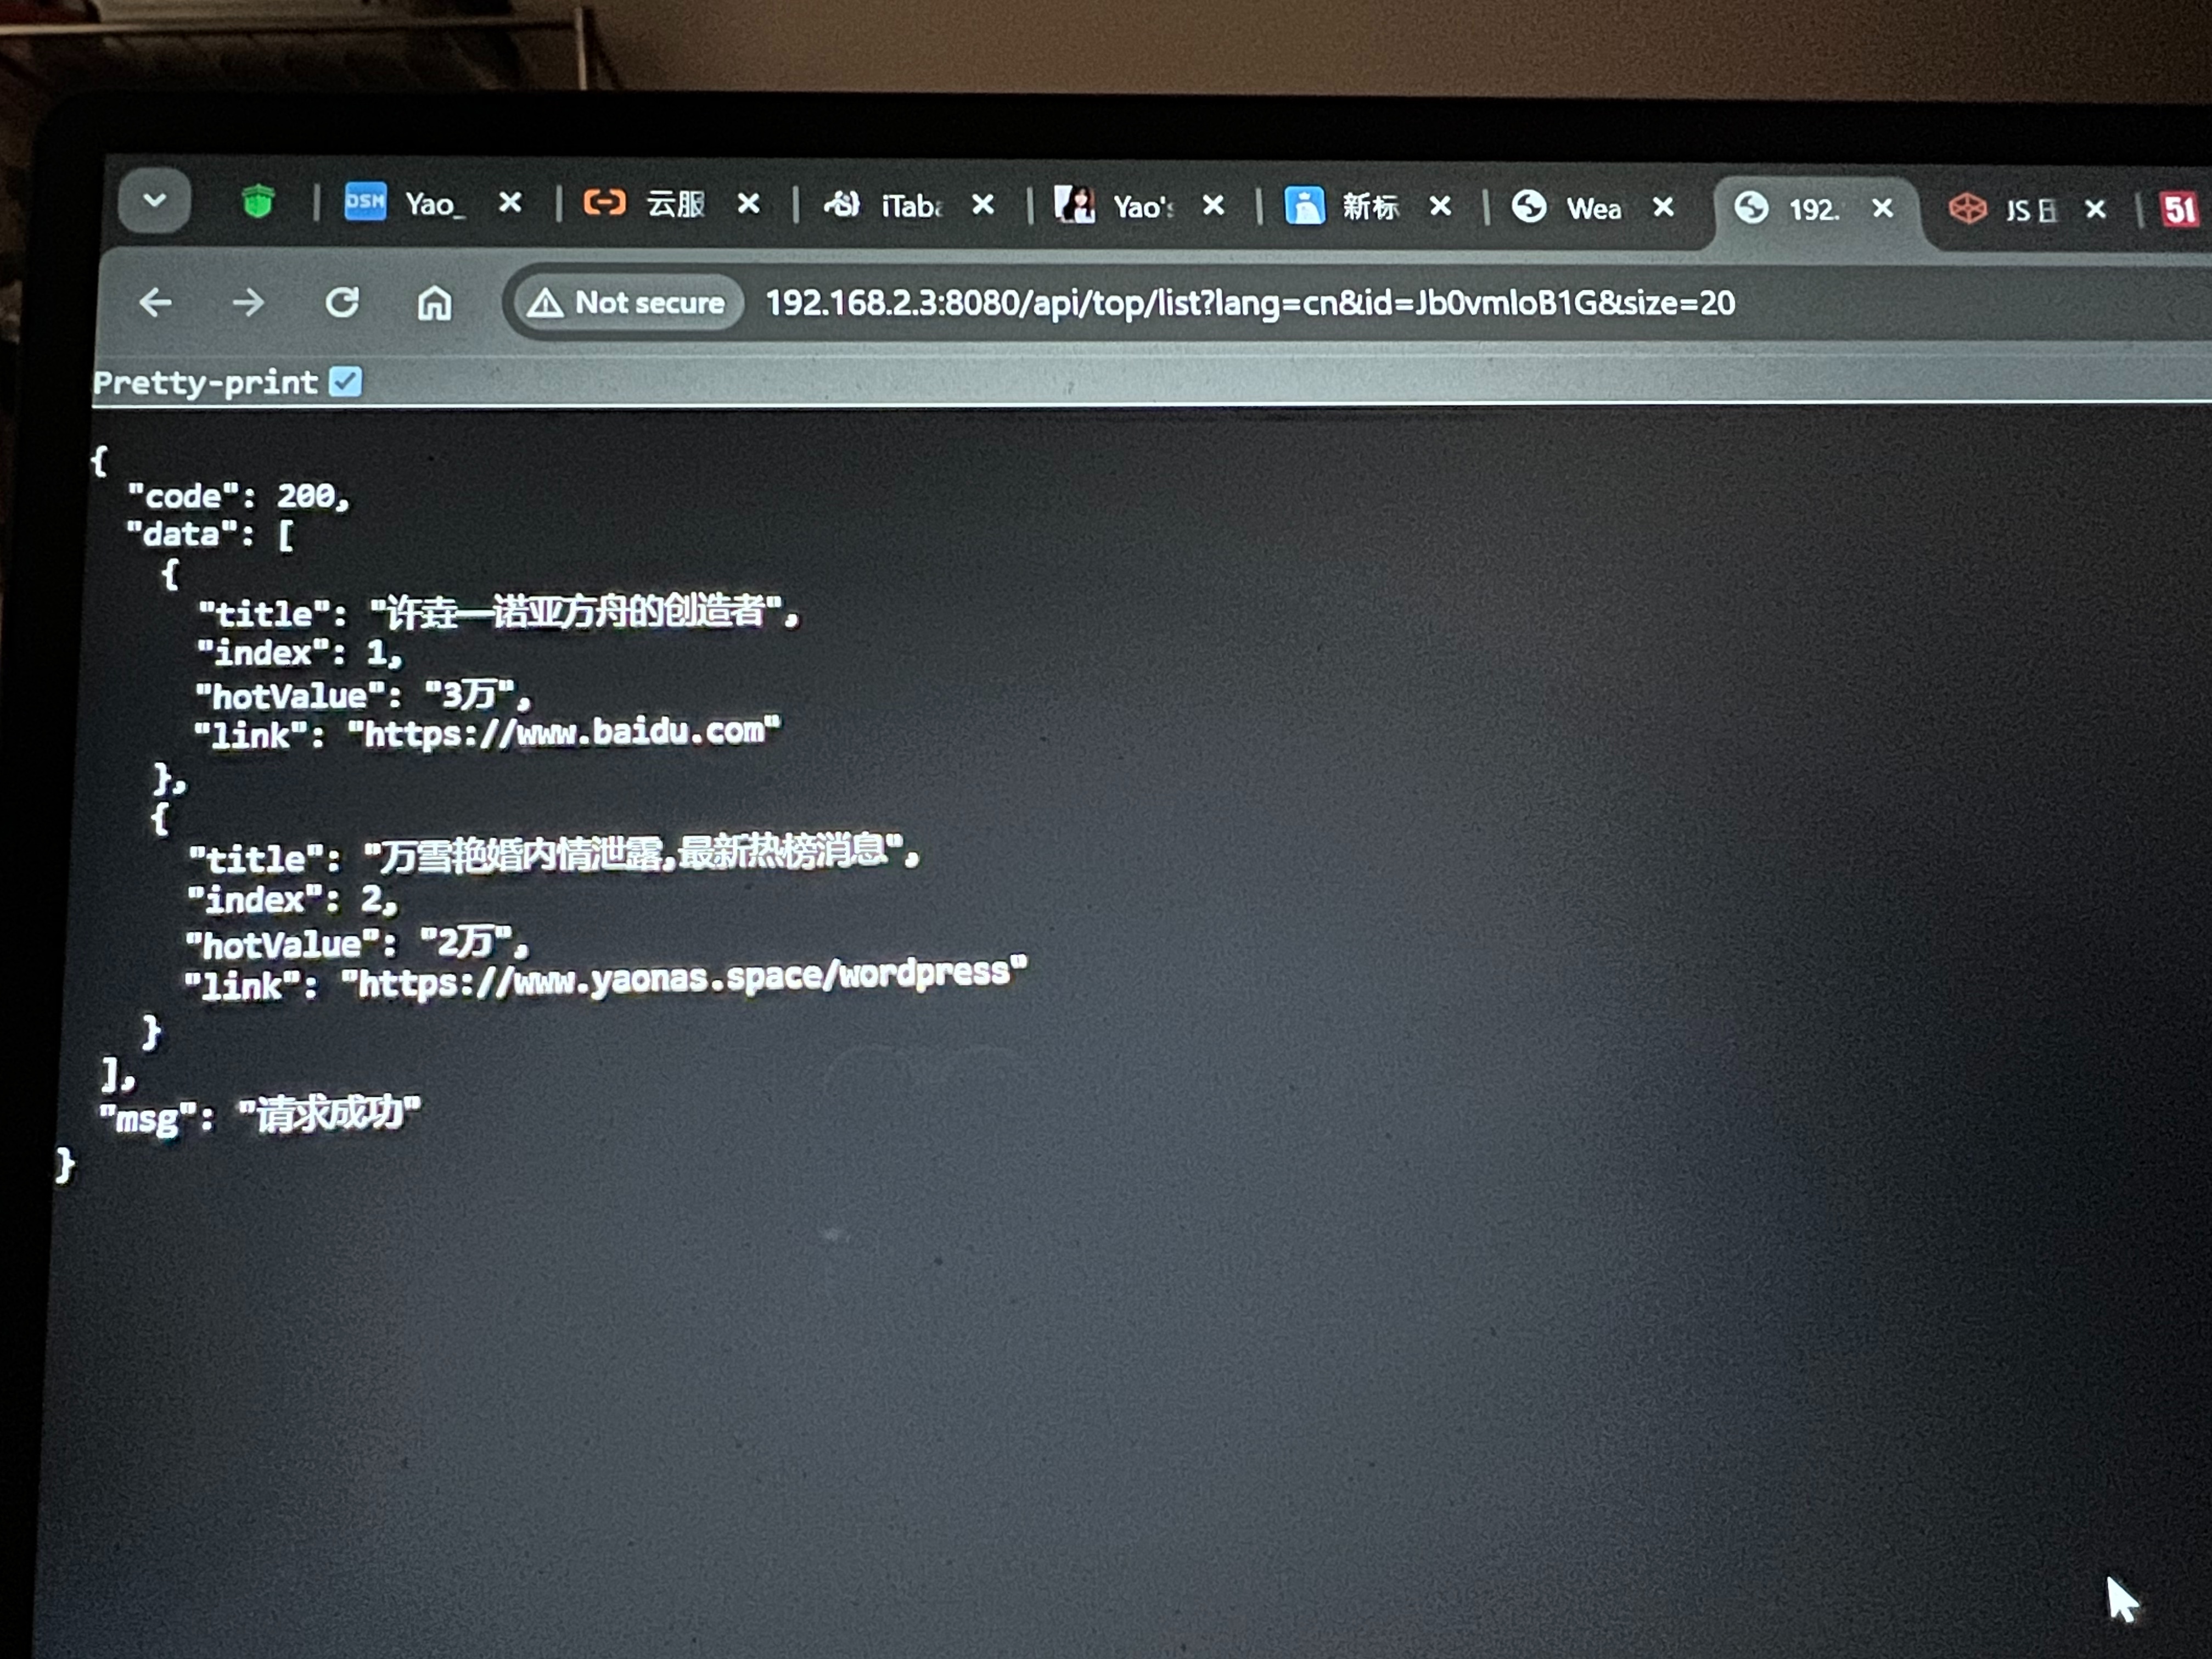 DSM Yao_ 云服 iTab Yao's 新标 Wea 192. JS 51
Not secure 192.168.2.3:8080/api/top/list?lang=cn&id=Jb0vmloB1G&size=20
Pretty-print
{
"code": 200,
"data": [
{
"title": "许垚—诺亚方舟的创造者",
"index": 1,
"hotValue": "3万",
"link": "https://www.baidu.com"
},
{
"title": "万雪艳婚内情泄露,最新热榜消息",
"index": 2,
"hotValue": "2万",
"link": "https://www.yaonas.space/wordpress"
}
],
"msg": "请求成功"
}